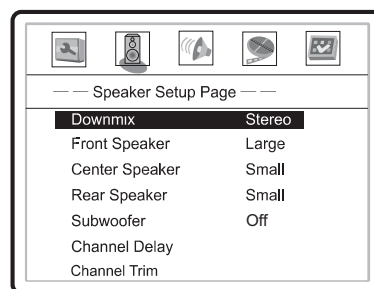 — — Speaker Setup Page — —
Downmix Stereo
Front Speaker Large
Center Speaker Small
Rear Speaker Small
Subwoofer Off
Channel Delay
Channel Trim